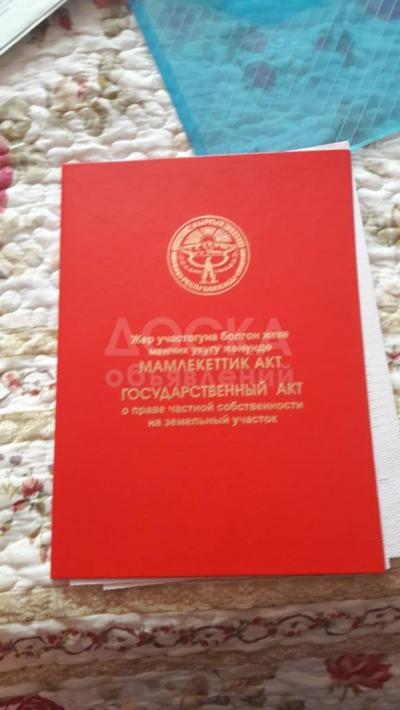 Жер участогуна болгон жеке
менчик укугу жөнүндө
МАМЛЕКЕТТИК АКТ
ГОСУДАРСТВЕННЫЙ АКТ
о праве частной собственности
на земельный участок
ДОСКА
объявлений